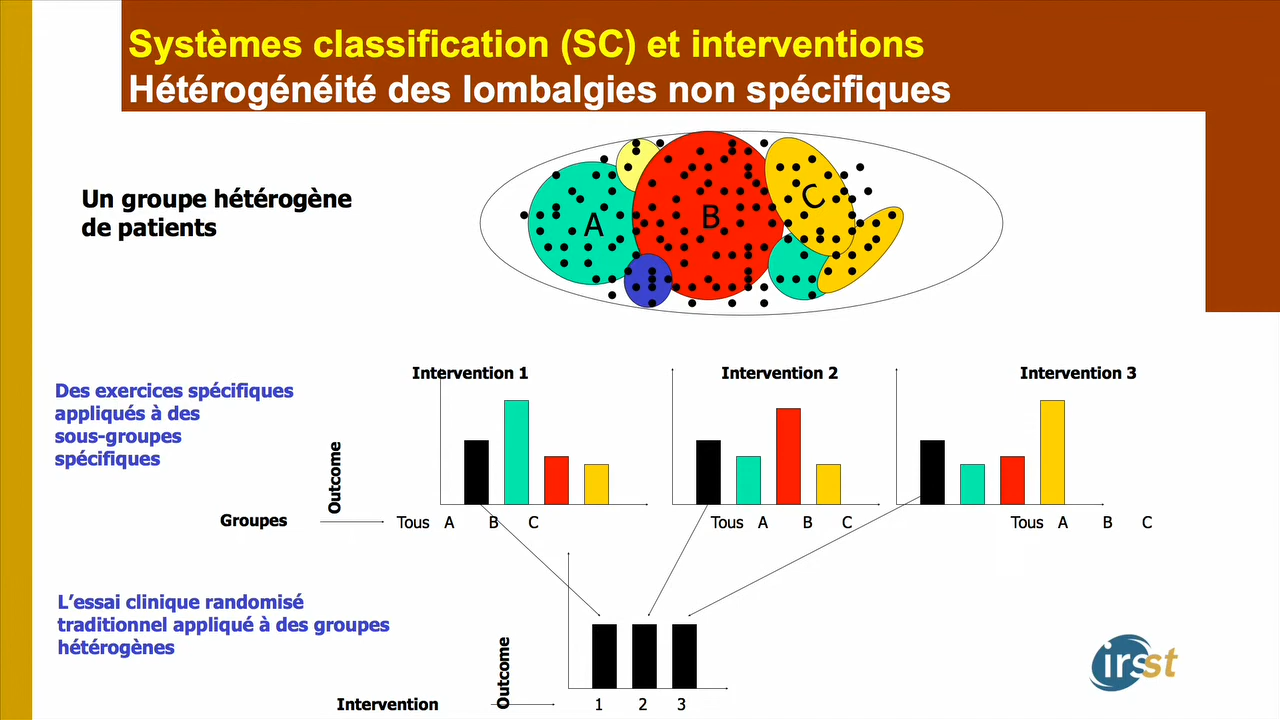 Systèmes classification (SC) et interventions
Hétérogénéité des lombalgies non spécifiques
Un groupe hétérogène
de patients
A
B
C
Des exercices spécifiques
appliqués à des
sous-groupes
spécifiques
Intervention 1
Intervention 2
Intervention 3
Outcome
Groupes
Tous A B C
Tous A B C
Tous A B C
L’essai clinique randomisé
traditionnel appliqué à des groupes
hétérogènes
Outcome
Intervention
1 2 3
irsst